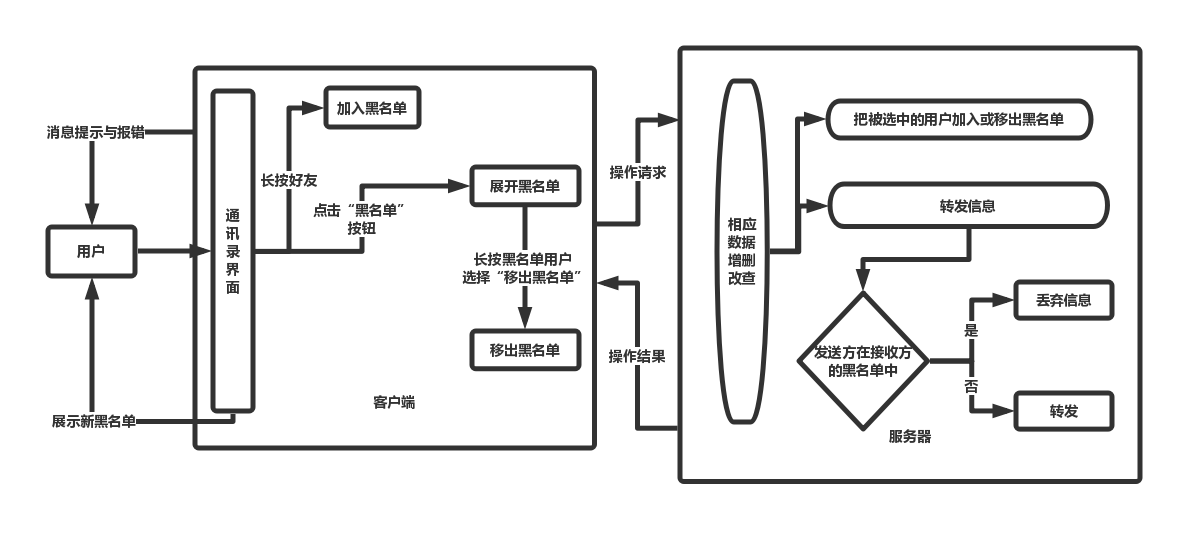 消息提示与报错
用户
展示新黑名单
通
讯
录
界
面
加入黑名单
长按好友
点击“黑名单”
按钮
展开黑名单
长按黑名单用户
选择“移出黑名单”
移出黑名单
客户端
操作请求
操作结果
相应
数据
增删
改查
把被选中的用户加入或移出黑名单
转发信息
发送方在接收方
的黑名单中
是
否
丢弃信息
转发
服务器